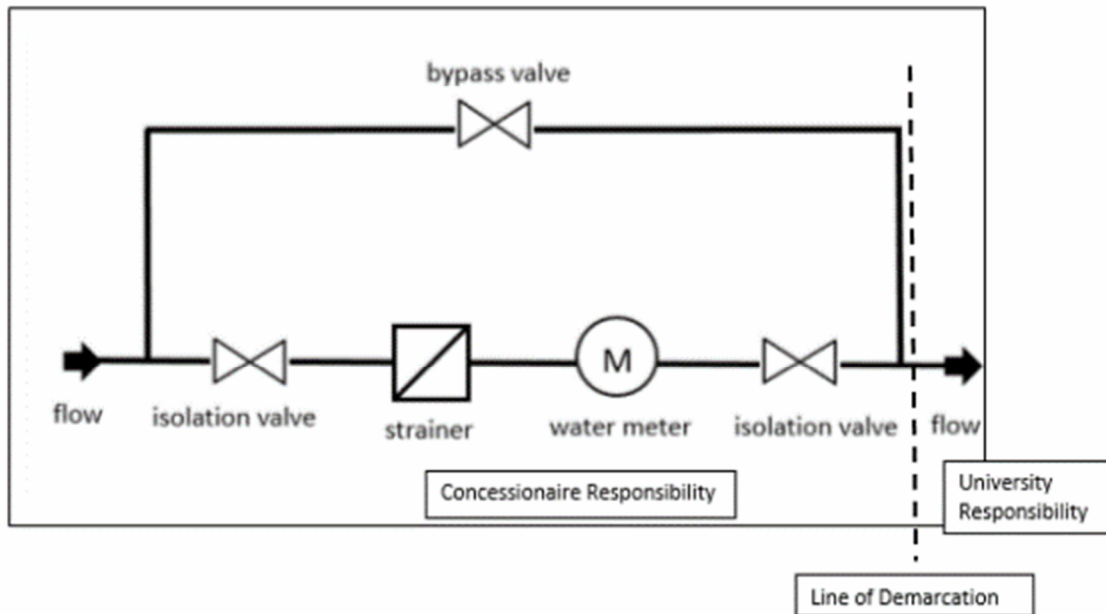 bypass valve
M
flow
isolation valve
strainer
water meter
isolation valve
flow
Concessionaire Responsibility
University
Responsibility
Line of Demarcation